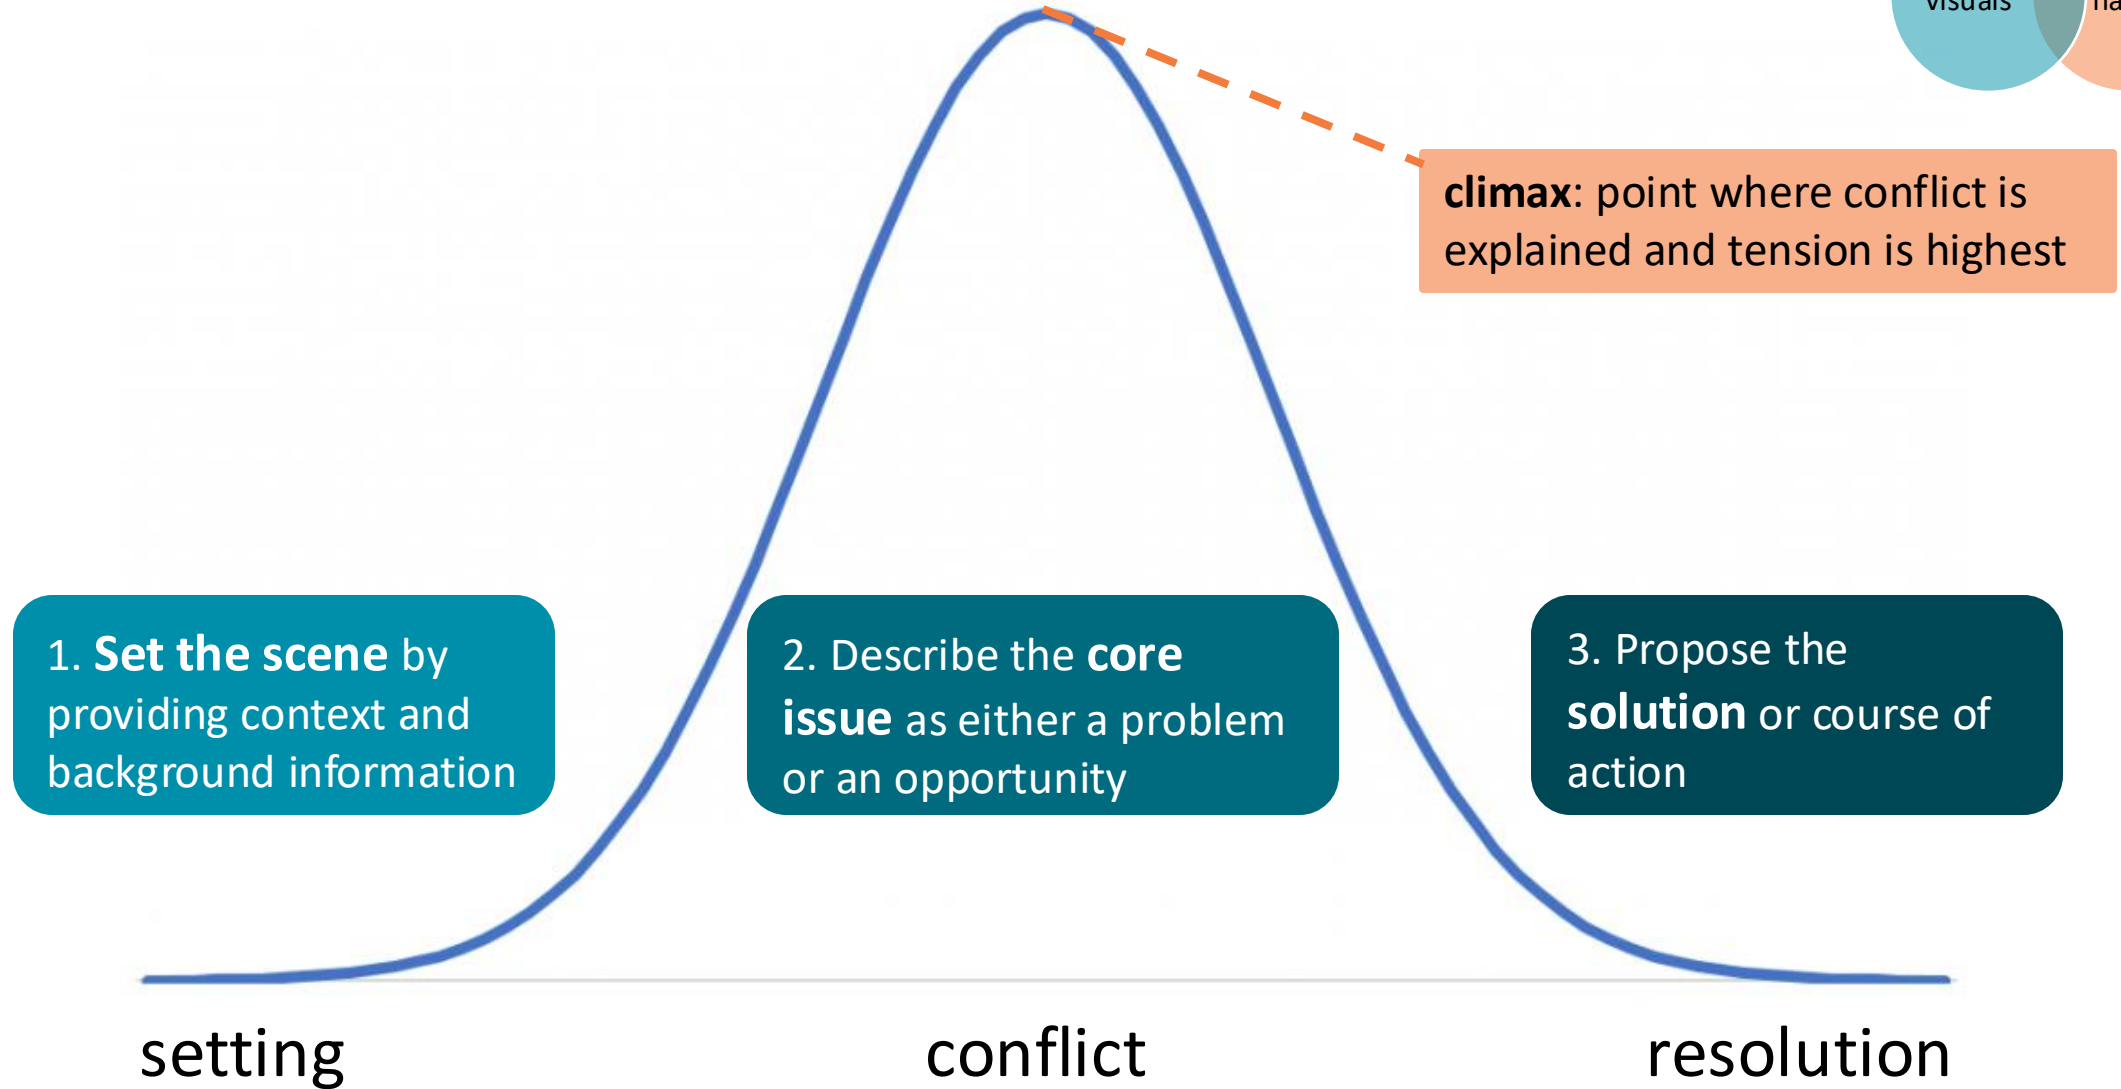 visuals
climax: point where conflict is
explained and tension is highest
1. Set the scene by
providing context and
background information
2. Describe the core
issue as either a problem
or an opportunity
3. Propose the
solution or course of
action
setting
conflict
resolution